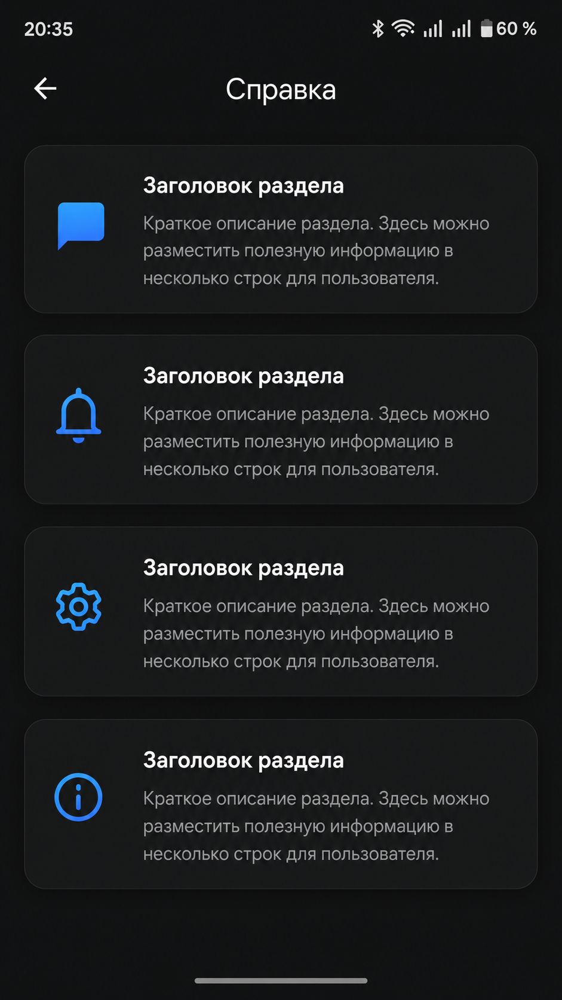 20:35
60 %
Справка
Заголовок раздела
Краткое описание раздела. Здесь можно
разместить полезную информацию в
несколько строк для пользователя.
Заголовок раздела
Краткое описание раздела. Здесь можно
разместить полезную информацию в
несколько строк для пользователя.
Заголовок раздела
Краткое описание раздела. Здесь можно
разместить полезную информацию в
несколько строк для пользователя.
Заголовок раздела
Краткое описание раздела. Здесь можно
разместить полезную информацию в
несколько строк для пользователя.